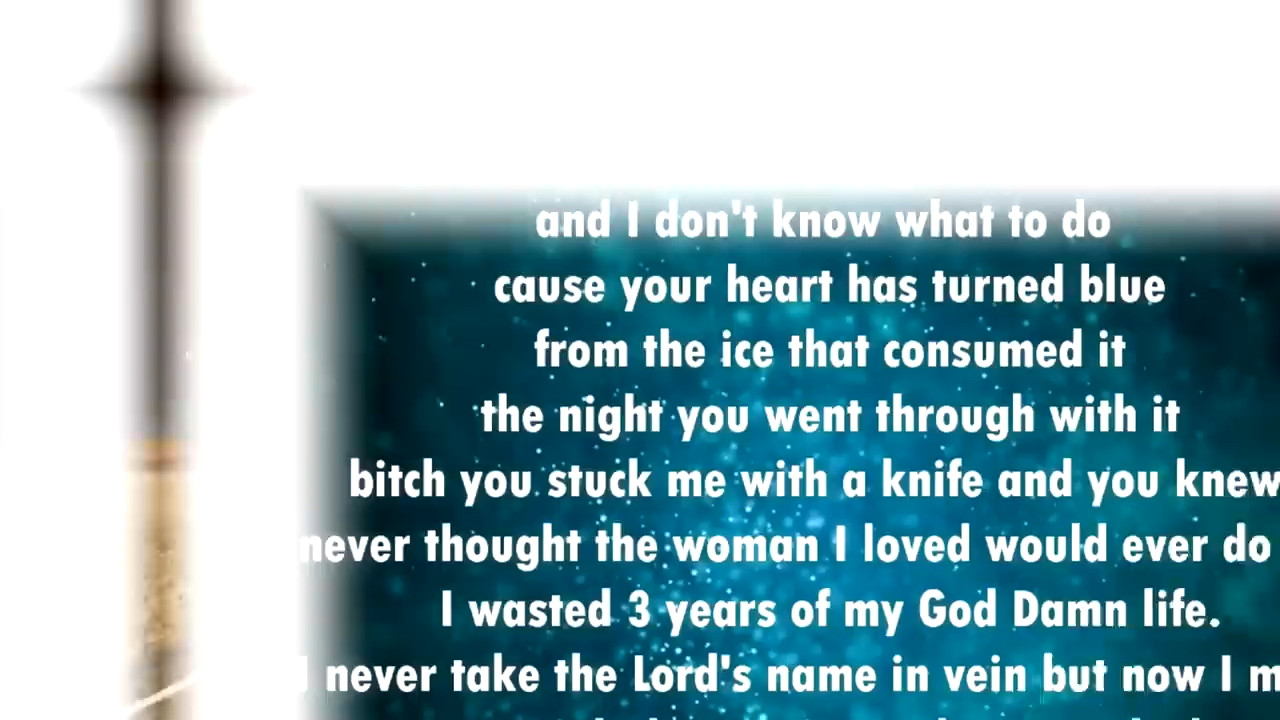 and I don't know what to do
cause your heart has turned blue
from the ice that consumed it
the night you went through with it
bitch you stuck me with a knife and you knew
never thought the woman I loved would ever do
I wasted 3 years of my God Damn life.
I never take the Lord's name in vein but now I m